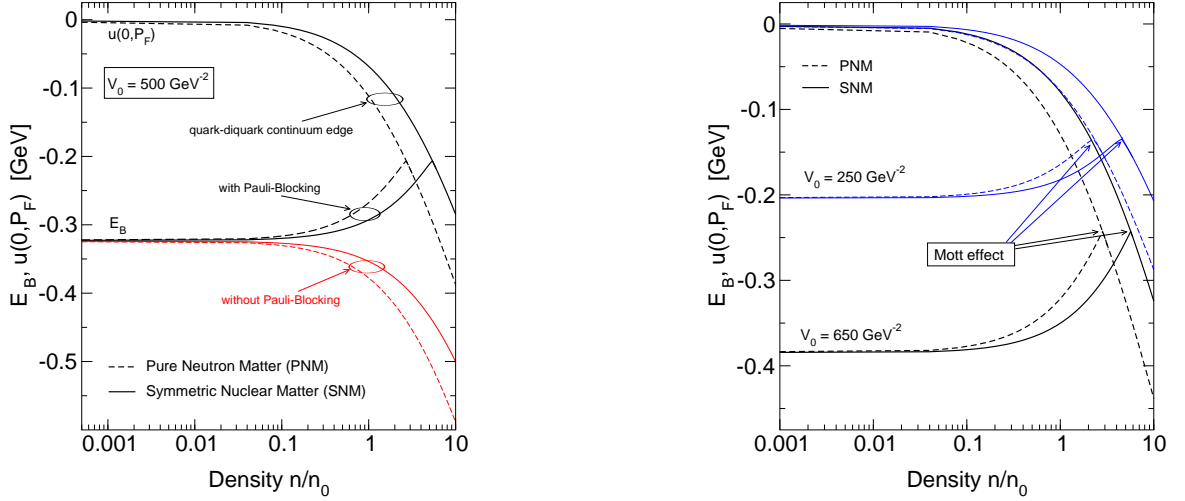 0
u(0,P_F)
V_0 = 500 GeV^-2
-0.1
quark-diquark continuum edge
-0.2
with Pauli-Blocking
E_B
-0.3
without Pauli-Blocking
-0.4
Pure Neutron Matter (PNM)
Symmetric Nuclear Matter (SNM)
-0.5
E_B, u(0,P_F) [GeV]
0.001 0.01 0.1 1 10
Density n/n_0
0
PNM
SNM
-0.1
V_0 = 250 GeV^-2
-0.2
Mott effect
-0.3
V_0 = 650 GeV^-2
-0.4
E_B, u(0,P_F) [GeV]
0.001 0.01 0.1 1 10
Density n/n_0